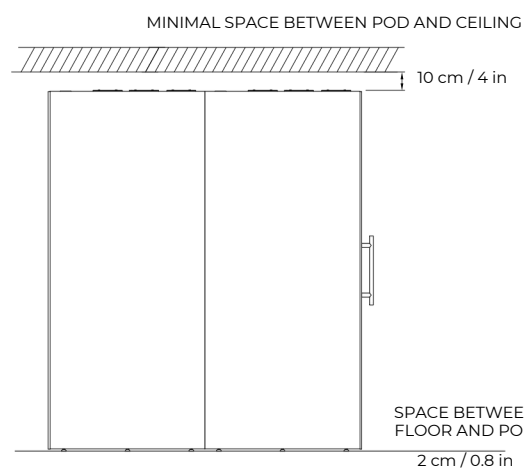 MINIMAL SPACE BETWEEN POD AND CEILING
10 cm / 4 in
SPACE BETWEE
FLOOR AND PO
2 cm / 0.8 in